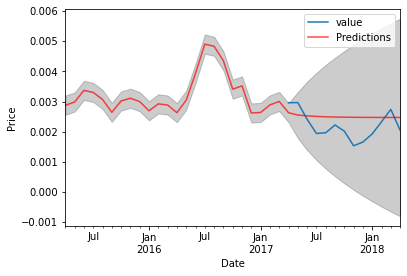 0.006
0.005
0.004
0.003
0.002
0.001
0.000
−0.001
Price
value
Predictions
Jul
Jan
2016
Jul
Jan
2017
Jul
Jan
2018
Date